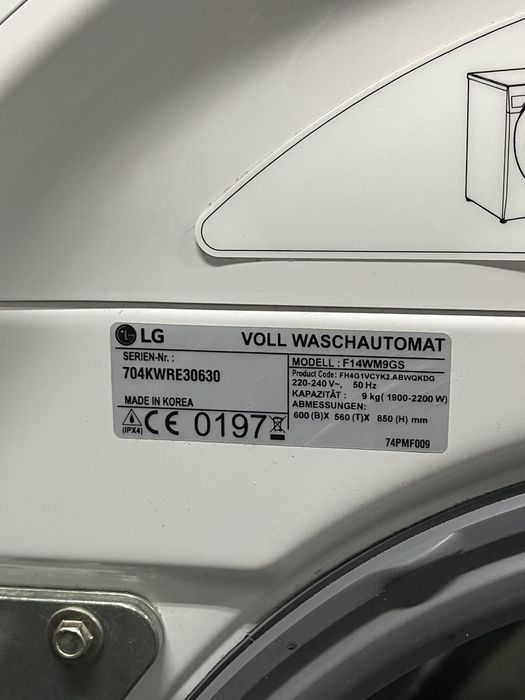 LG VOLL WASCHAUTOMAT
SERIEN-Nr. :
704KWRE30630
MADE IN KOREA
(IPX4) CE 0197
MODELL : F14WM9GS
Product Code: FH4G1VCYK2.ABWQKDG
220-240 V~, 50 Hz
KAPAZITÄT : 9 kg( 1900-2200 W)
ABMESSUNGEN:
600 (B)X 560 (T)X 850 (H) mm
74PMF009